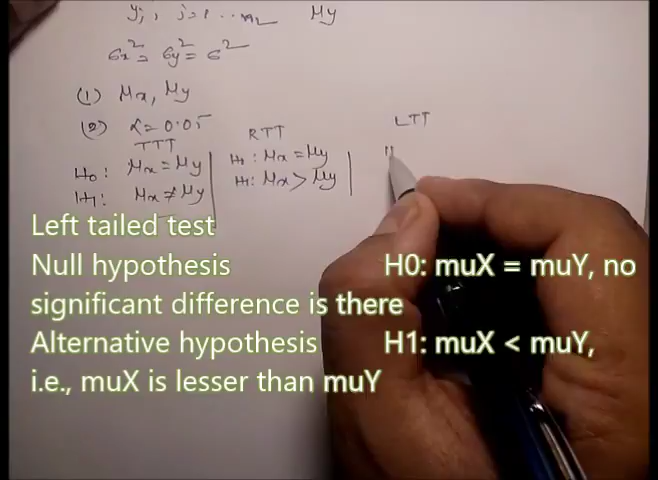 yj, j=1 ... n2 μy
σx² = σy² = σ²
(1) μx, μy
(2) α = 0.05
TTT RTT LTT
H0: μx = μy H0: μx = μy
H1: μx ≠ μy H1: μx > μy
Left tailed test
Null hypothesis H0: muX = muY, no
significant difference is there
Alternative hypothesis H1: muX < muY,
i.e., muX is lesser than muY